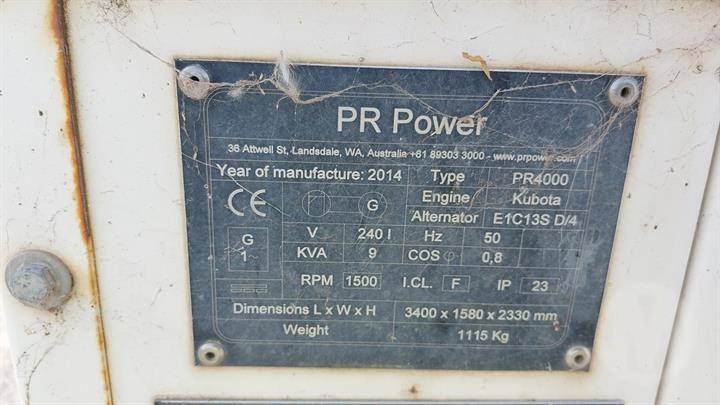 PR Power
36 Attwell St, Landsdale, WA, Australia +61 89303 3000 - www.prpower.com
Year of manufacture: 2014 Type PR4000
Engine Kubota
CE G Alternator E1C13S D/4
V 240 I Hz 50
G KVA 9 COS φ 0,8
1~
RPM 1500 I.CL. F IP 23
Dimensions L x W x H 3400 x 1580 x 2330 mm
Weight 1115 Kg